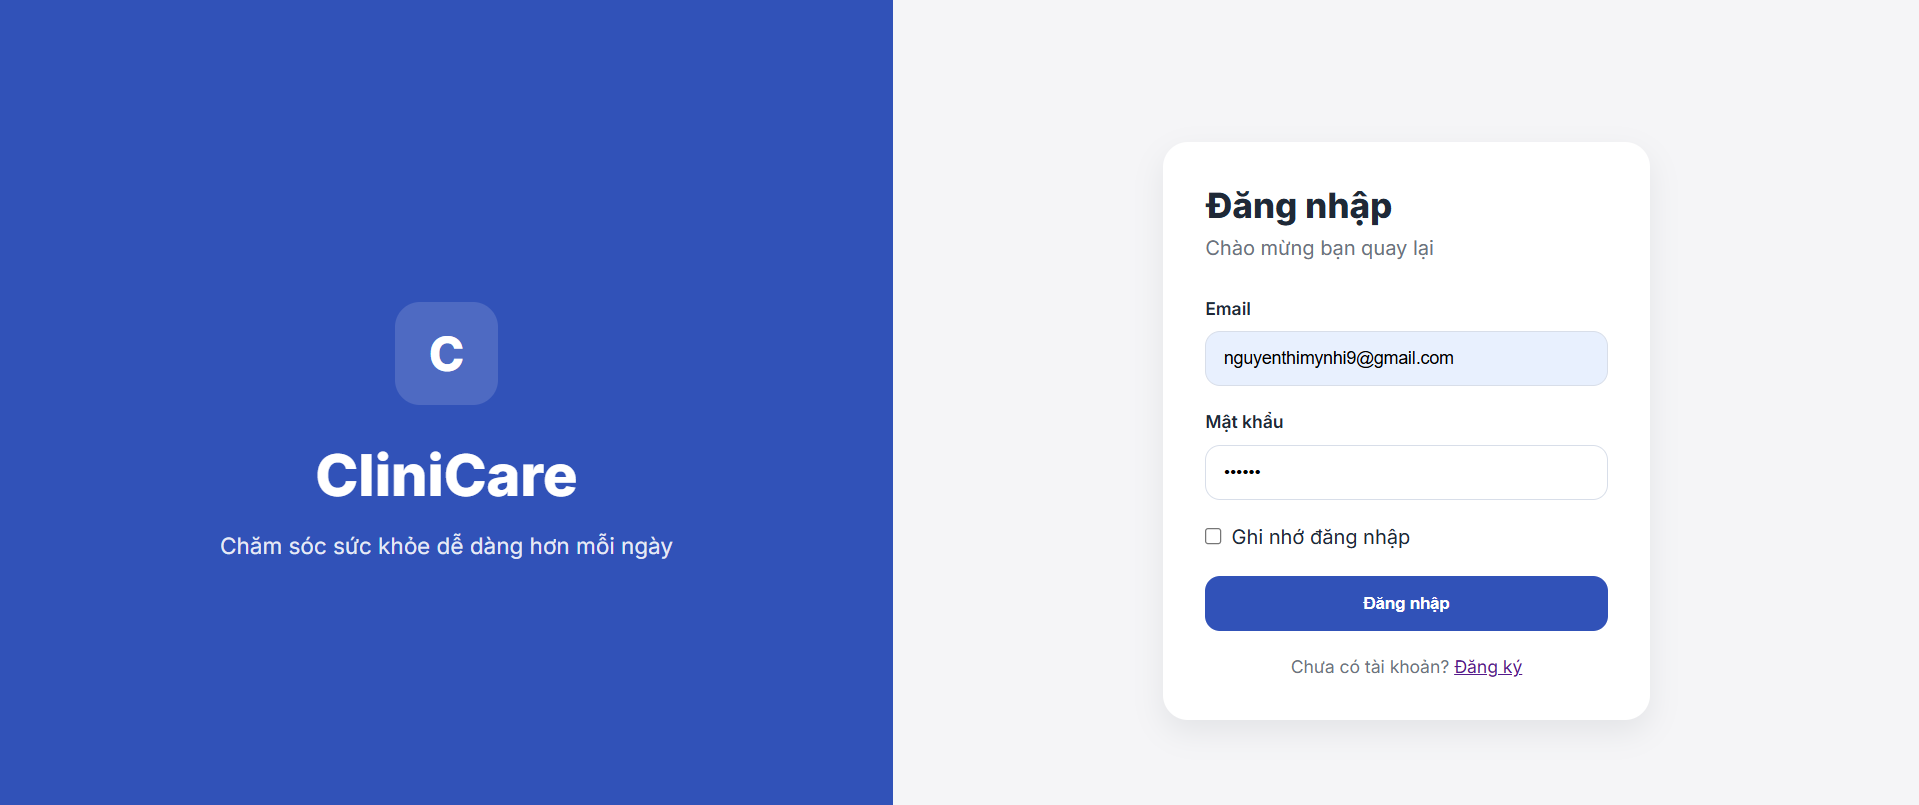 C
CliniCare
Chăm sóc sức khỏe dễ dàng hơn mỗi ngày
Đăng nhập
Chào mừng bạn quay lại
Email
nguyenthimynhi9@gmail.com
Mật khẩu
••••••
Ghi nhớ đăng nhập
Đăng nhập
Chưa có tài khoản? Đăng ký